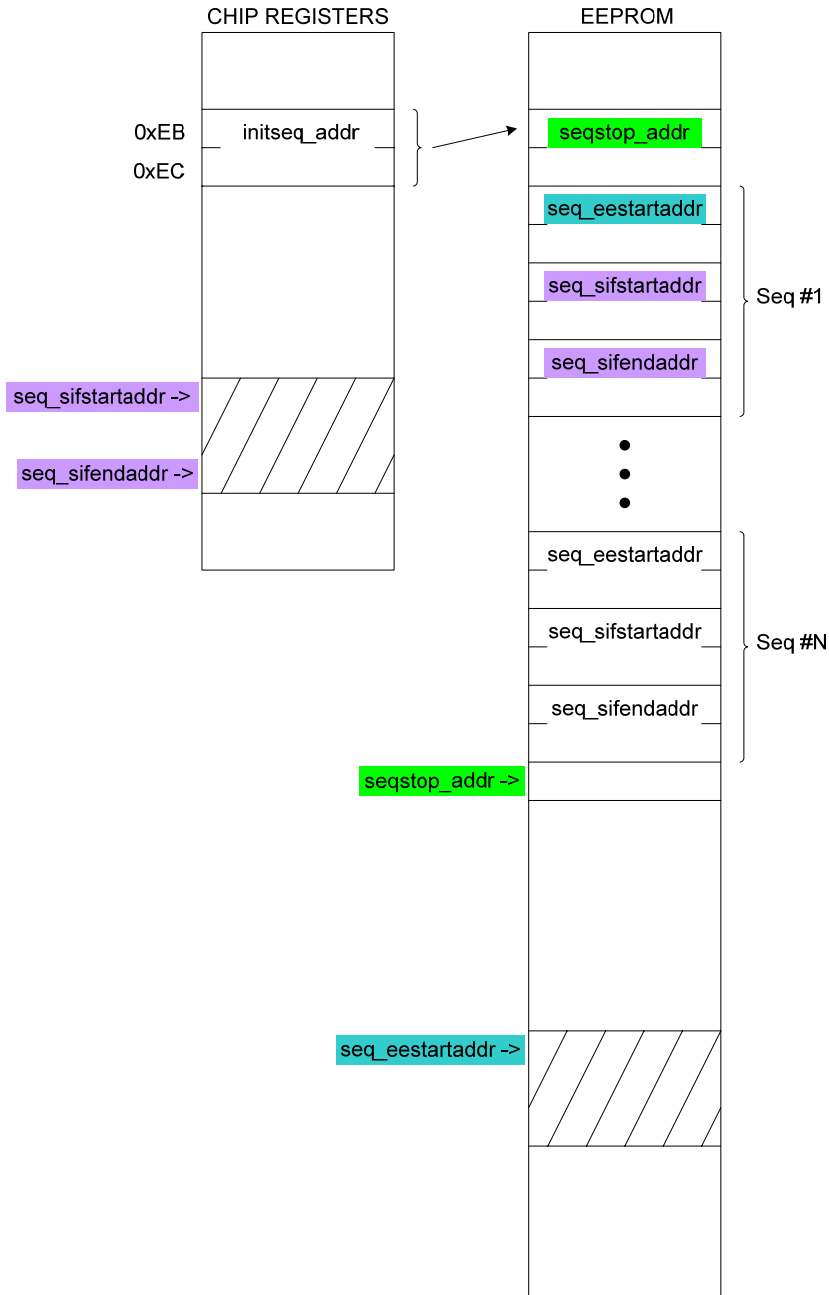 CHIP REGISTERS
EEPROM
0xEB
initseq_addr
seqstop_addr
0xEC
seq_eestartaddr
seq_sifstartaddr
Seq #1
seq_sifendaddr
seq_sifstartaddr ->
seq_sifendaddr ->
seq_eestartaddr
seq_sifstartaddr
Seq #N
seq_sifendaddr
seqstop_addr ->
seq_eestartaddr ->